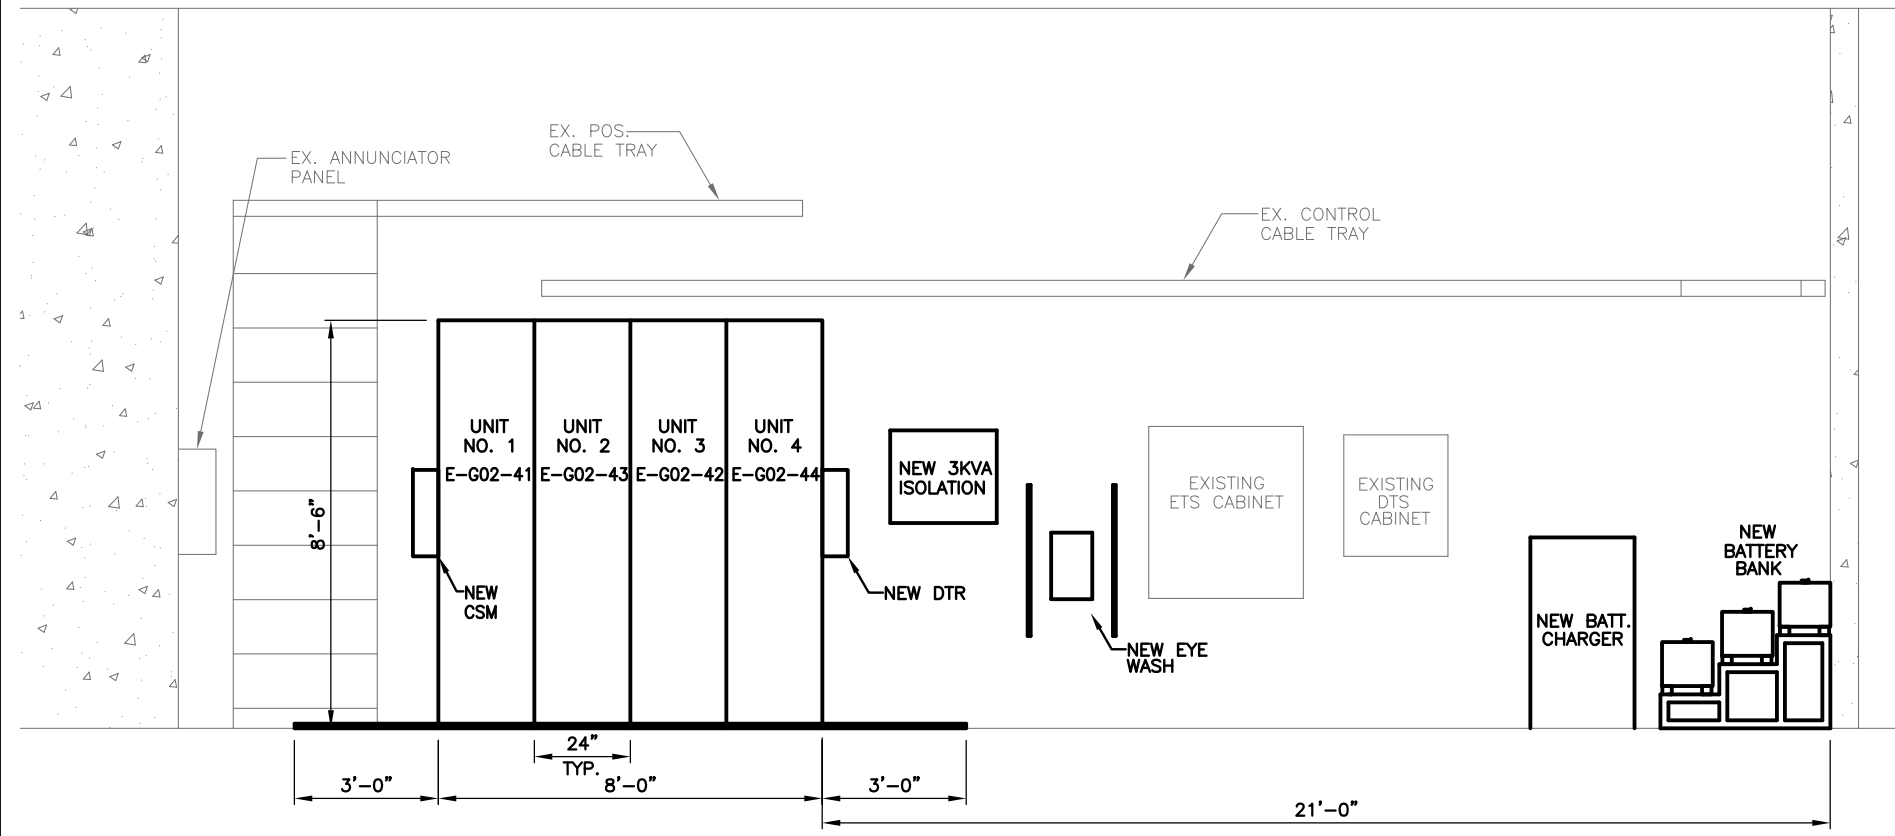 EX. POS.
CABLE TRAY
EX. ANNUNCIATOR
PANEL
EX. CONTROL
CABLE TRAY
UNIT
NO. 1
E-G02-41
UNIT
NO. 2
E-G02-43
UNIT
NO. 3
E-G02-42
UNIT
NO. 4
E-G02-44
NEW 3KVA
ISOLATION
EXISTING
ETS CABINET
EXISTING
DTS
CABINET
8'-6"
NEW
BATTERY
BANK
NEW
CSM
NEW DTR
NEW EYE
WASH
NEW BATT.
CHARGER
24"
TYP.
3'-0"
8'-0"
3'-0"
21'-0"